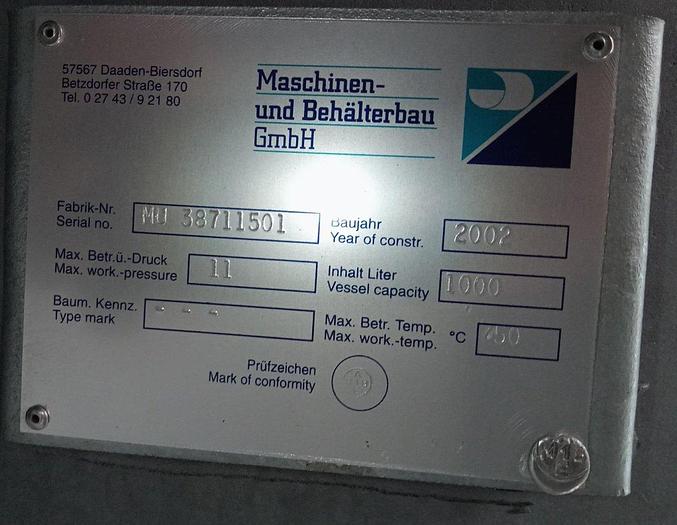 57567 Daaden-Biersdorf
Betzdorfer Straße 170
Tel. 0 27 43 / 9 21 80
Maschinen-
und Behälterbau
GmbH
Fabrik-Nr.
Serial no.
38711501
Baujahr
Year of constr.
2002
Max. Betr.ü.-Druck
Max. work.-pressure
11
Inhalt Liter
Vessel capacity
1000
Baum. Kennz.
Type mark
- - -
Max. Betr. Temp.
Max. work.-temp.
°C
50
Prüfzeichen
Mark of conformity